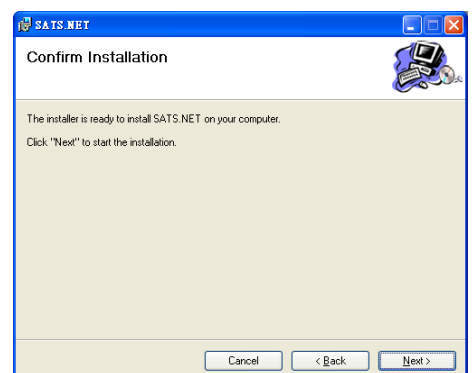 SATS.NET
Confirm Installation
The installer is ready to install SATS.NET on your computer.
Click "Next" to start the installation.
Cancel
< Back
Next >